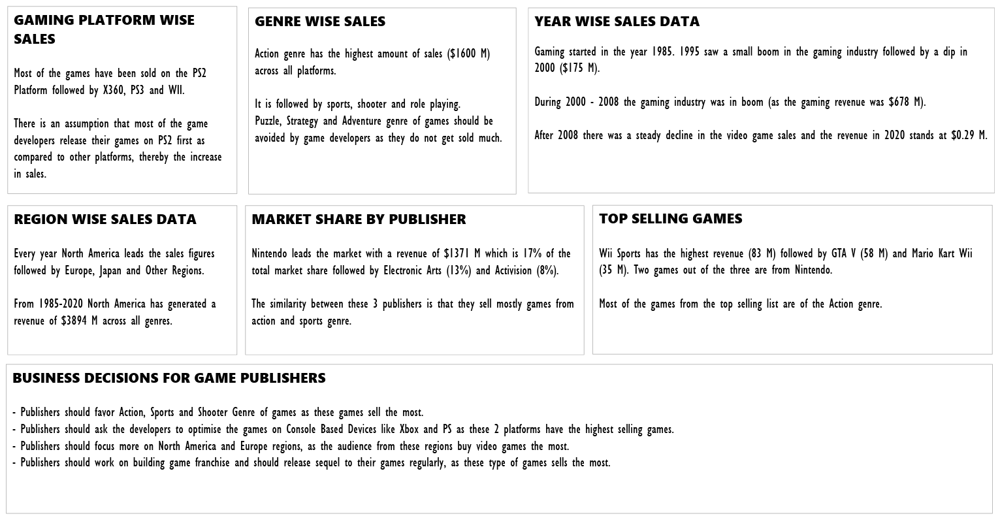 GAMING PLATFORM WISE
SALES
Most of the games have been sold on the PS2
Platform followed by X360, PS3 and WII.
There is an assumption that most of the game
developers release their games on PS2 first as
compared to other platforms, thereby the increase
in sales.
GENRE WISE SALES
Action genre has the highest amount of sales ($1600 M)
across all platforms.
It is followed by sports, shooter and role playing.
Puzzle, Strategy and Adventure genre of games should be
avoided by game developers as they do not get sold much.
YEAR WISE SALES DATA
Gaming started in the year 1985. 1995 saw a small boom in the gaming industry followed by a dip in
2000 ($175 M).
During 2000 - 2008 the gaming industry was in boom (as the gaming revenue was $678 M).
After 2008 there was a steady decline in the video game sales and the revenue in 2020 stands at $0.29 M.
REGION WISE SALES DATA
Every year North America leads the sales figures
followed by Europe, Japan and Other Regions.
From 1985-2020 North America has generated a
revenue of $3894 M across all genres.
MARKET SHARE BY PUBLISHER
Nintendo leads the market with a revenue of $1371 M which is 17% of the
total market share followed by Electronic Arts (13%) and Activision (8%).
The similarity between these 3 publishers is that they sell mostly games from
action and sports genre.
TOP SELLING GAMES
Wii Sports has the highest revenue (83 M) followed by GTA V (58 M) and Mario Kart Wii
(35 M). Two games out of the three are from Nintendo.
Most of the games from the top selling list are of the Action genre.
BUSINESS DECISIONS FOR GAME PUBLISHERS
- Publishers should favor Action, Sports and Shooter Genre of games as these games sell the most.
- Publishers should ask the developers to optimise the games on Console Based Devices like Xbox and PS as these 2 platforms have the highest selling games.
- Publishers should focus more on North America and Europe regions, as the audience from these regions buy video games the most.
- Publishers should work on building game franchise and should release sequel to their games regularly, as these type of games sells the most.